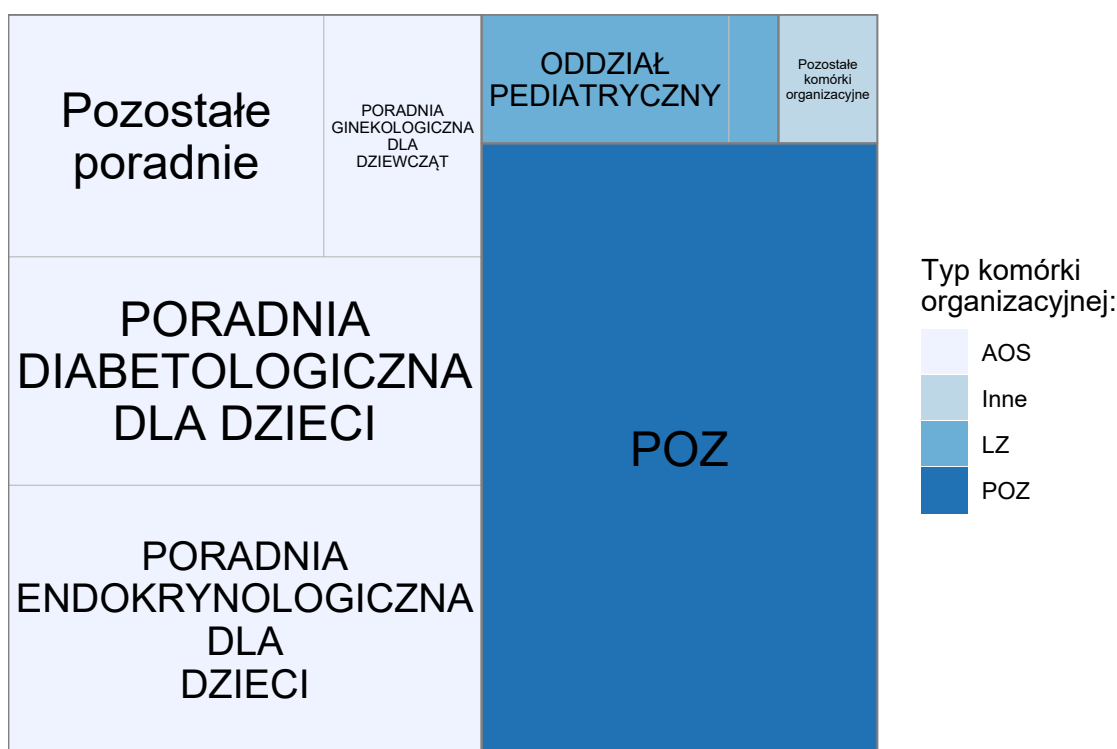 Pozostałe
poradnie
PORADNIA
GINEKOLOGICZNA
DLA
DZIEWCZĄT
ODDZIAŁ
PEDIATRYCZNY
Pozostałe
komórki
organizacyjne
PORADNIA
DIABETOLOGICZNA
DLA DZIECI
POZ
PORADNIA
ENDOKRYNOLOGICZNA
DLA
DZIECI
Typ komórki
organizacyjnej:
AOS
Inne
LZ
POZ